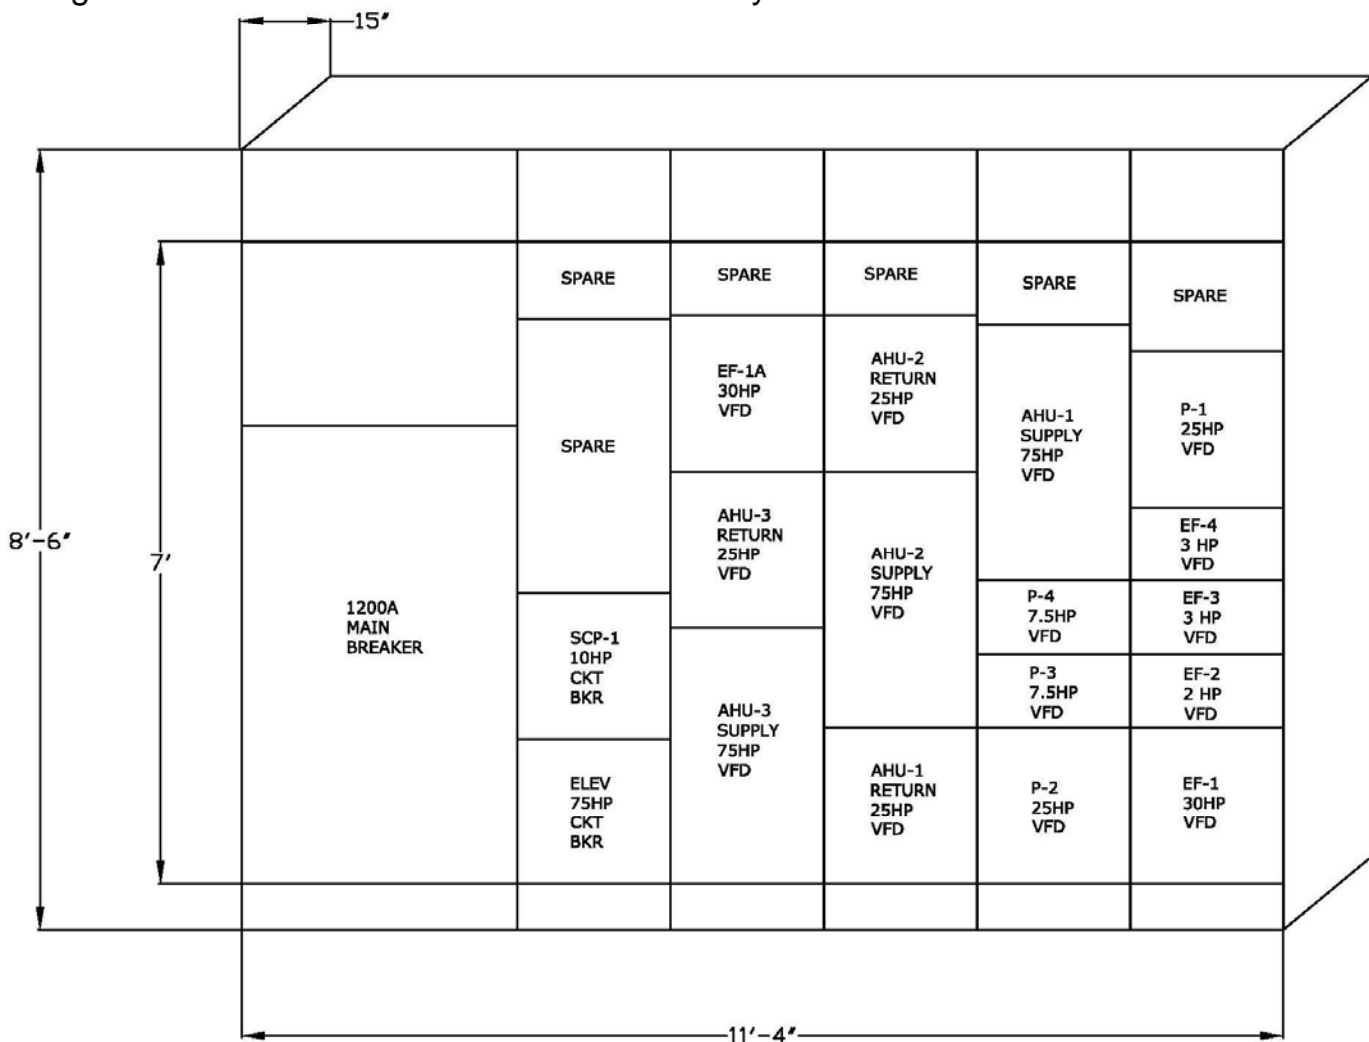 15"
8'-6"
7'
11'-4"
1200A
MAIN
BREAKER
SPARE
SPARE
SCP-1
10HP
CKT
BKR
ELEV
75HP
CKT
BKR
SPARE
EF-1A
30HP
VFD
AHU-3
RETURN
25HP
VFD
AHU-3
SUPPLY
75HP
VFD
SPARE
AHU-2
RETURN
25HP
VFD
AHU-2
SUPPLY
75HP
VFD
AHU-1
RETURN
25HP
VFD
SPARE
AHU-1
SUPPLY
75HP
VFD
P-4
7.5HP
VFD
P-3
7.5HP
VFD
P-2
25HP
VFD
SPARE
P-1
25HP
VFD
EF-4
3 HP
VFD
EF-3
3 HP
VFD
EF-2
2 HP
VFD
EF-1
30HP
VFD